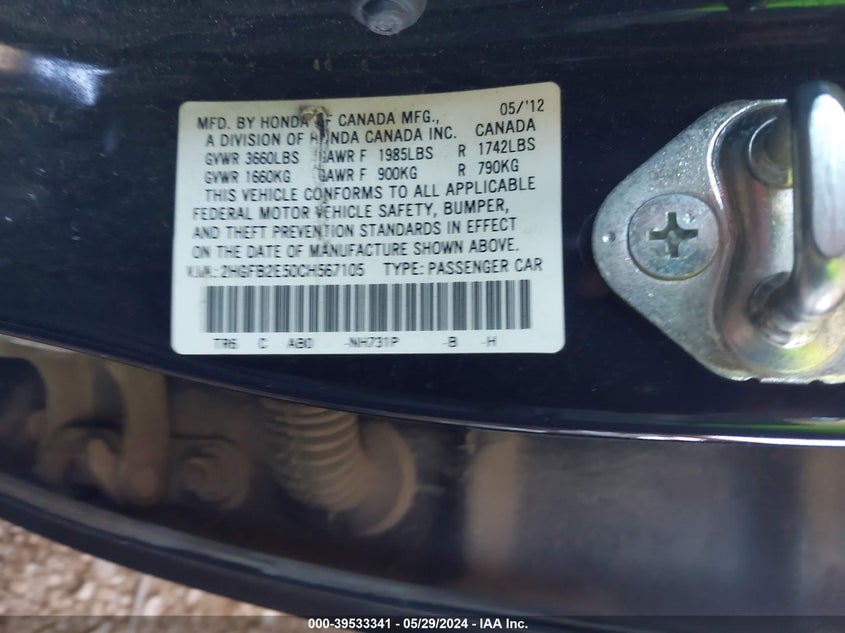 MFD. BY HONDA OF CANADA MFG., 05/'12
A DIVISION OF HONDA CANADA INC. CANADA
GVWR 3660LBS GAWR F 1985LBS R 1742LBS
GVWR 1660KG GAWR F 900KG R 790KG
THIS VEHICLE CONFORMS TO ALL APPLICABLE
FEDERAL MOTOR VEHICLE SAFETY, BUMPER,
AND THEFT PREVENTION STANDARDS IN EFFECT
ON THE DATE OF MANUFACTURE SHOWN ABOVE.
V.I.N.: 2HGFB2E50CH567105 TYPE: PASSENGER CAR
TR6 C AB0 -NH731P -B -H
000-39533341 / 05/29/2024 - IAA Inc.